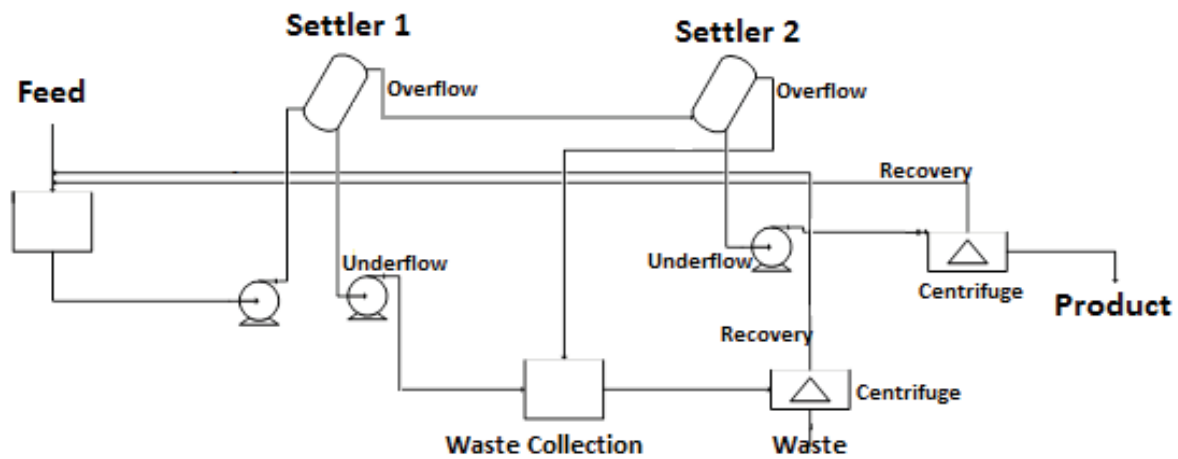 Settler 1
Settler 2
Feed
Overflow
Overflow
Recovery
Underflow
Underflow
Centrifuge
Product
Recovery
Centrifuge
Waste Collection
Waste